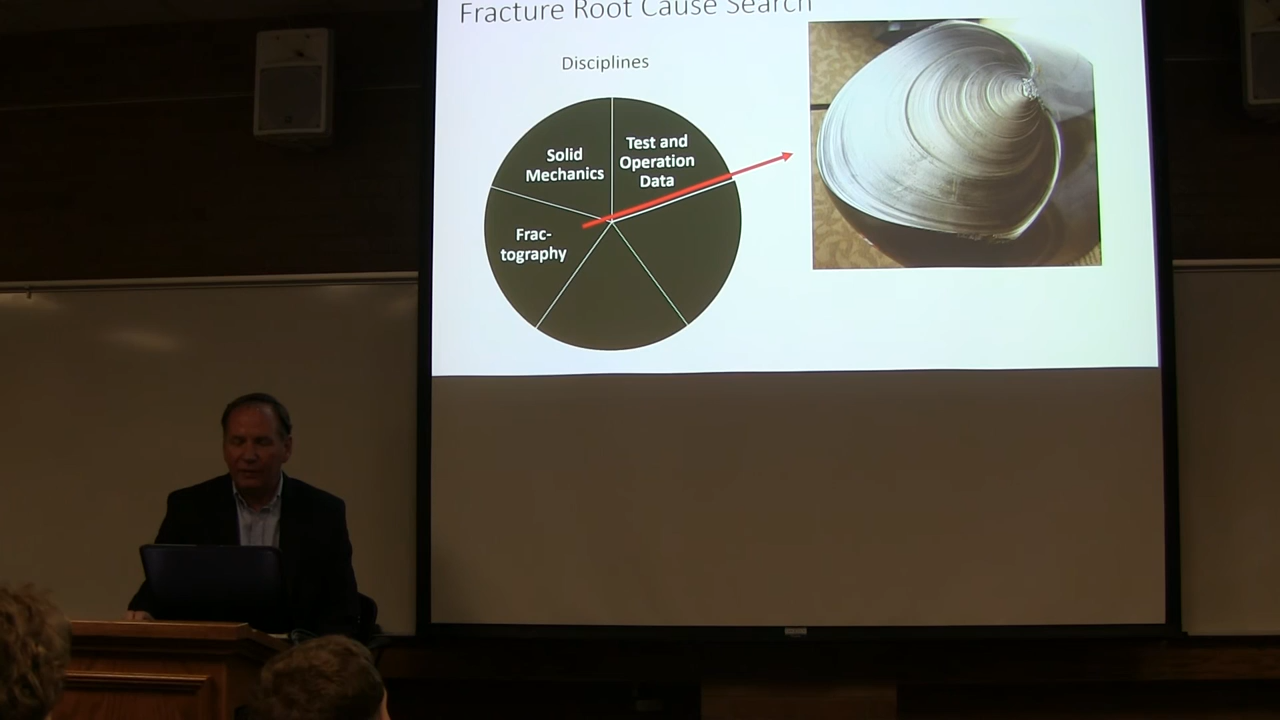 Fracture Root Cause Search
Disciplines
Solid
Mechanics
Test and
Operation
Data
Frac-
tography